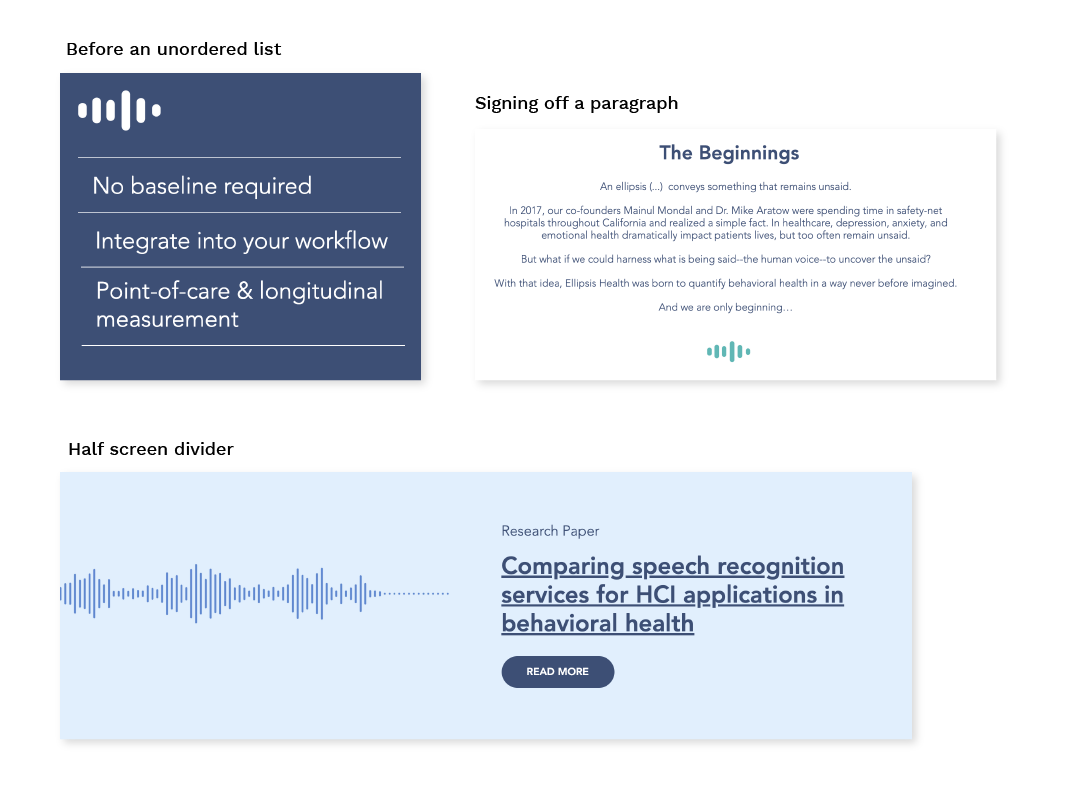 Before an unordered list
No baseline required
Integrate into your workflow
Point-of-care & longitudinal
measurement
Signing off a paragraph
The Beginnings
An ellipsis (...) conveys something that remains unsaid.
In 2017, our co-founders Mainul Mondal and Dr. Mike Aratow were spending time in safety-net
hospitals throughout California and realized a simple fact. In healthcare, depression, anxiety, and
emotional health dramatically impact patients lives, but too often remain unsaid.
But what if we could harness what is being said--the human voice--to uncover the unsaid?
With that idea, Ellipsis Health was born to quantify behavioral health in a way never before imagined.
And we are only beginning...
Half screen divider
Research Paper
Comparing speech recognition
services for HCI applications in
behavioral health
READ MORE